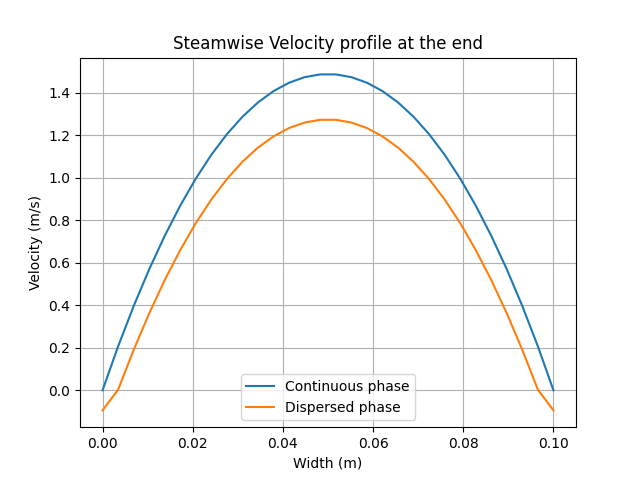 Steamwise Velocity profile at the end
Velocity (m/s)
1.4
1.2
1.0
0.8
0.6
0.4
0.2
0.0
Continuous phase
Dispersed phase
0.00 0.02 0.04 0.06 0.08 0.10
Width (m)